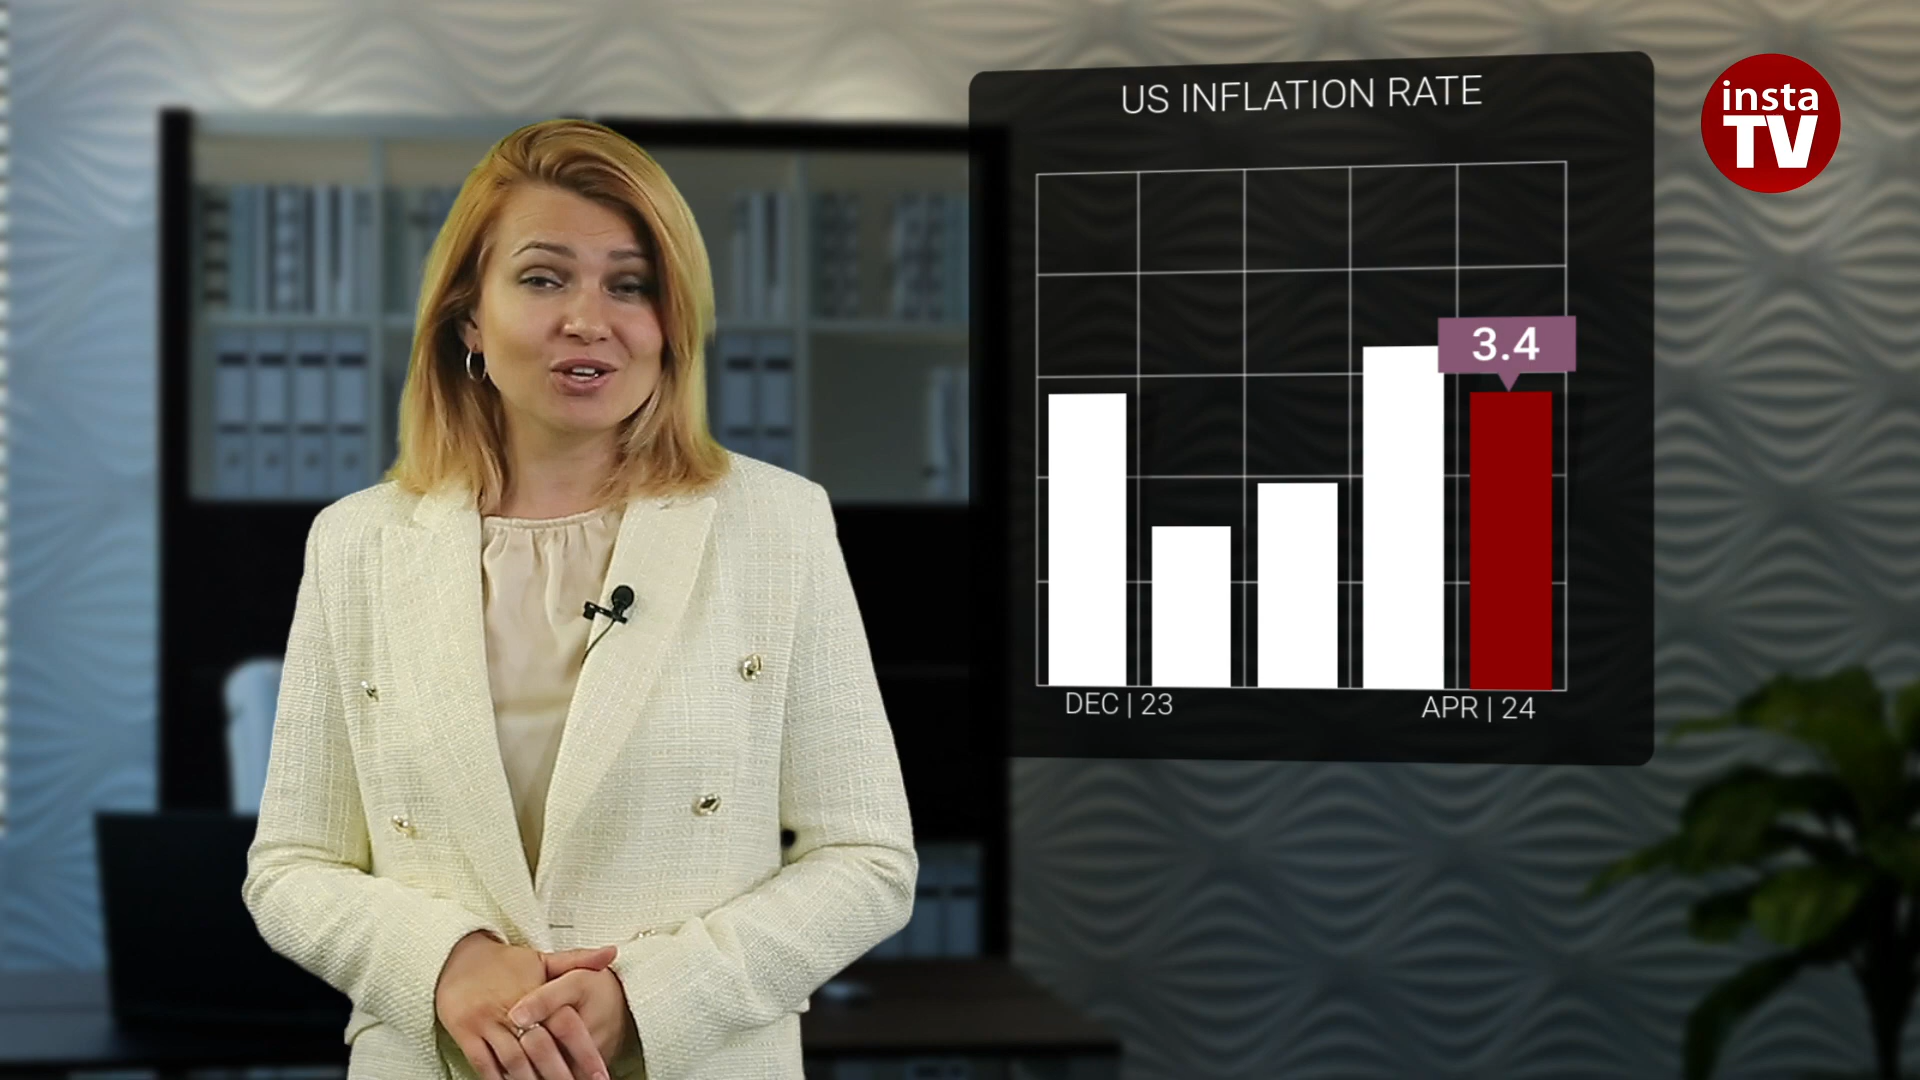 US INFLATION RATE
insta
TV
3.4
DEC | 23
APR | 24